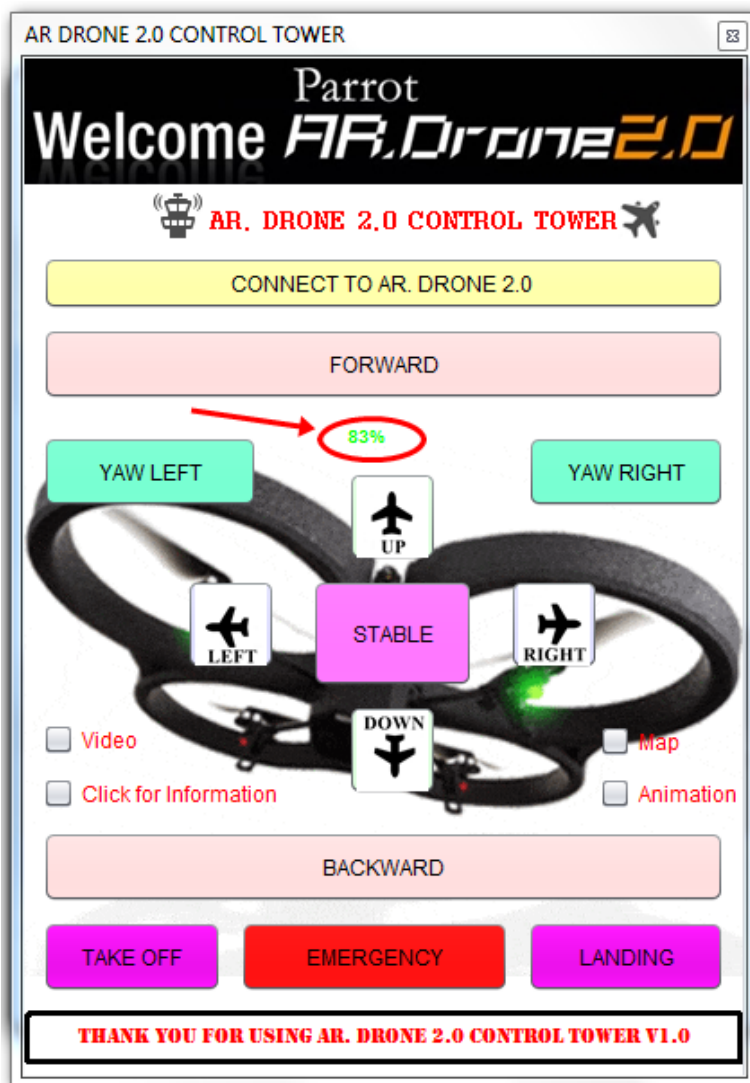 AR DRONE 2.0 CONTROL TOWER
Parrot
Welcome AR.Drone2.0
AR. DRONE 2.0 CONTROL TOWER
CONNECT TO AR. DRONE 2.0
FORWARD
83%
YAW LEFT
YAW RIGHT
UP
LEFT
STABLE
RIGHT
DOWN
Video
Map
Click for Information
Animation
BACKWARD
TAKE OFF
EMERGENCY
LANDING
THANK YOU FOR USING AR. DRONE 2.0 CONTROL TOWER V1.0